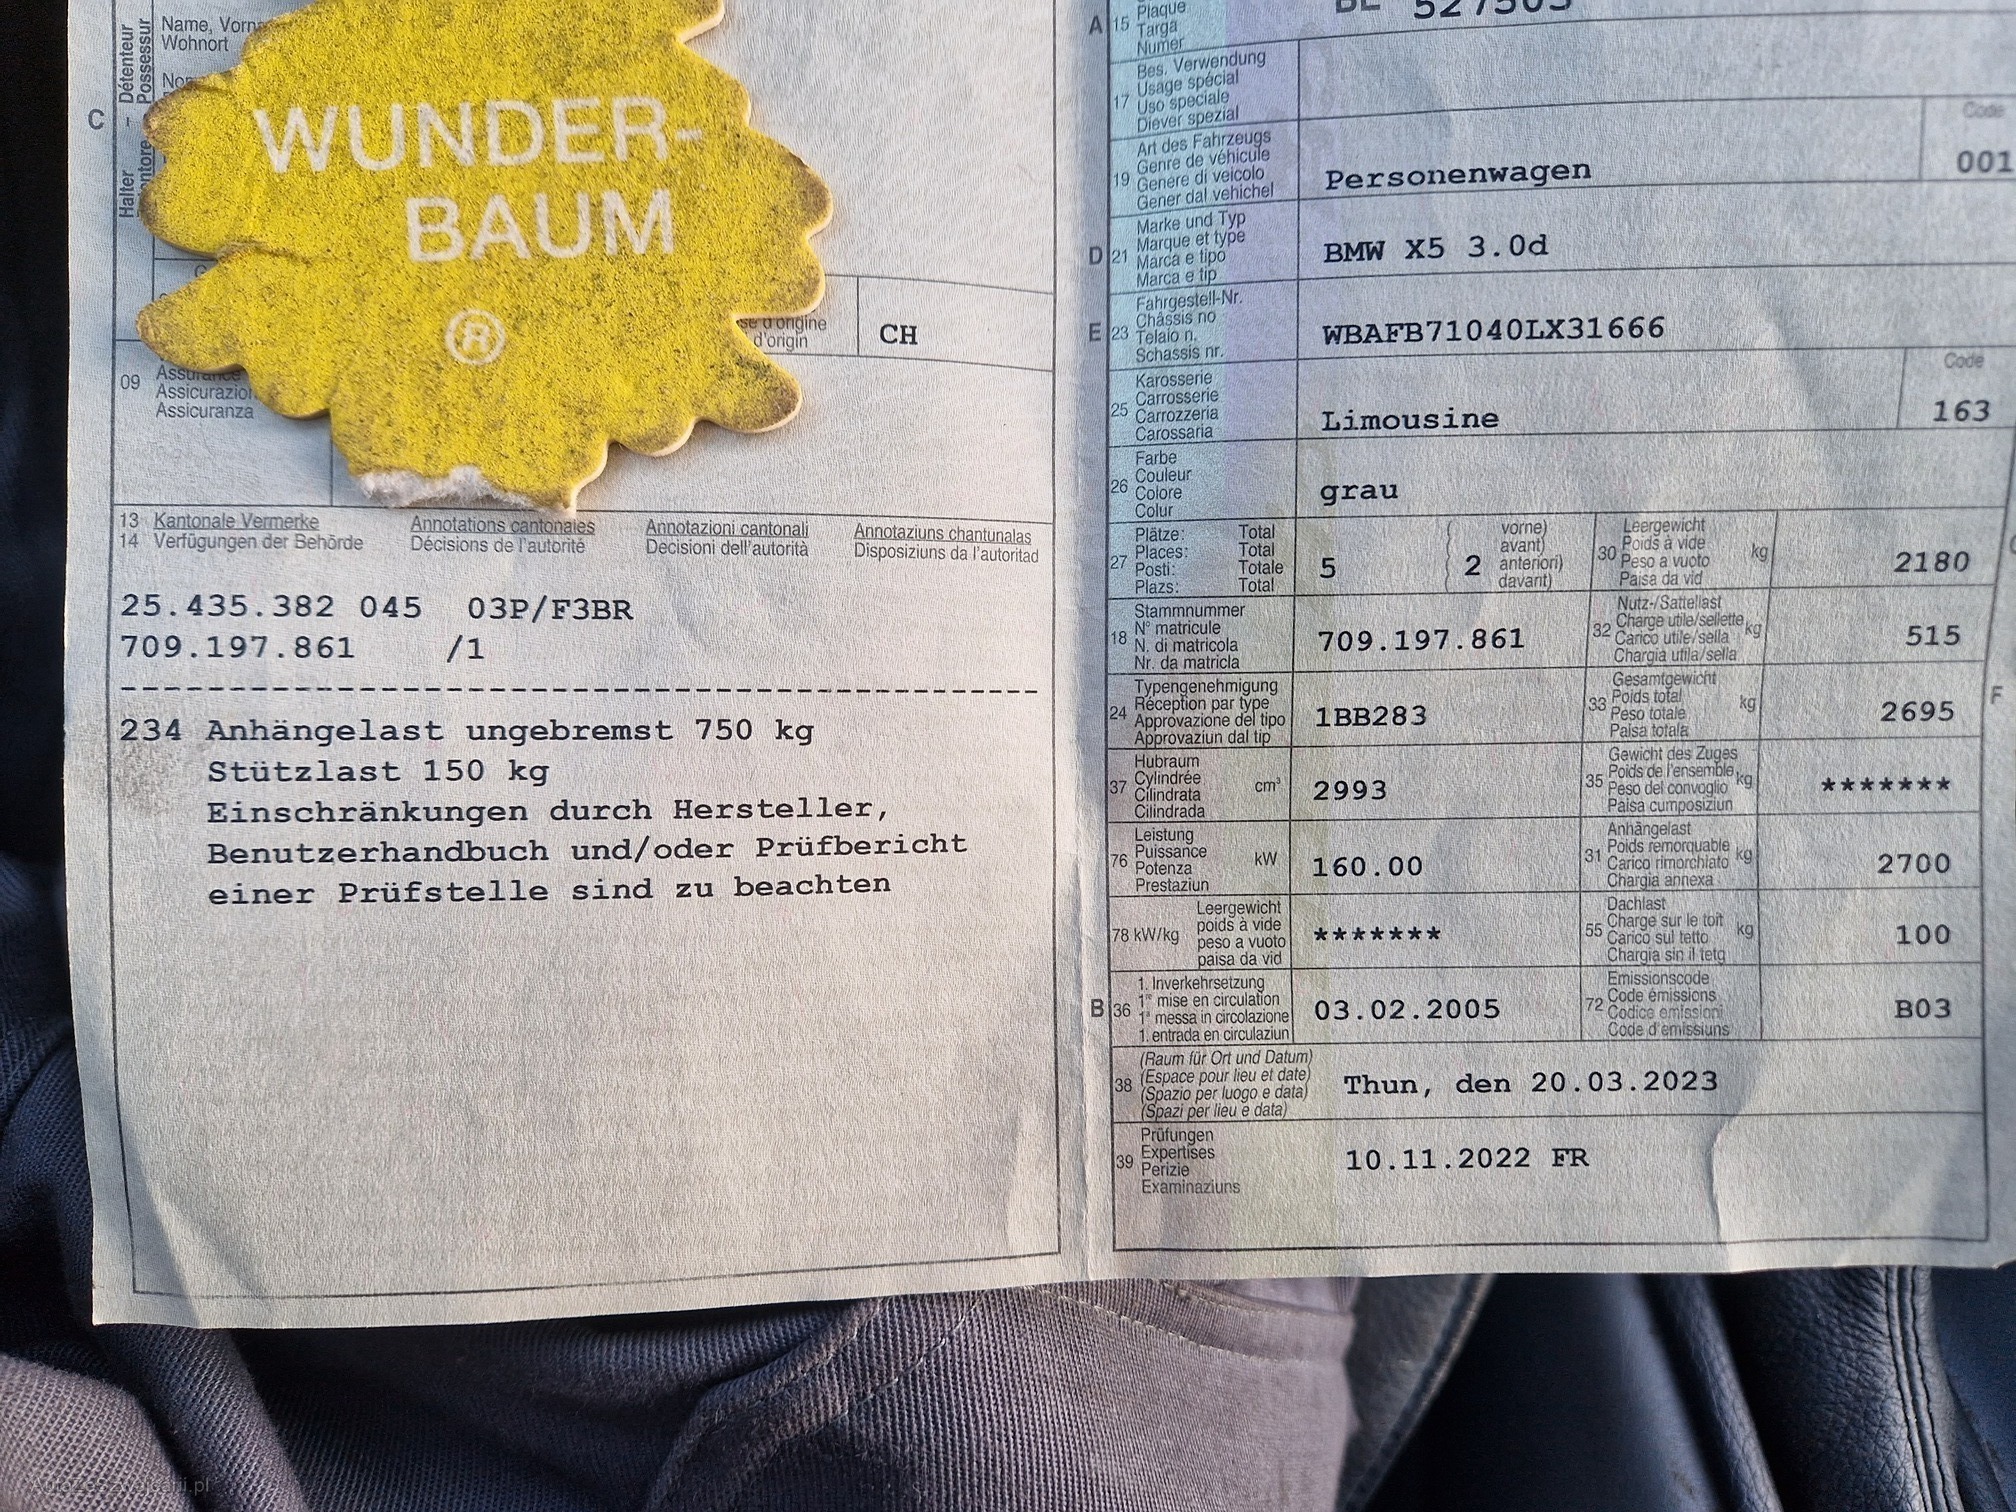 Détenteur
Possessur
Halter
C
Name, Vorn
Wohnort
WUNDER-
BAUM
®
se d'origine
d'origin
CH
09
Assurance
Assicurazion
Assicuranza
13 Kantonale Vermerke Annotations cantonales Annotazioni cantonali Annotaziuns chantunalas
14 Verfügungen der Behörde Décisions de l'autorité Decisioni dell'autorità Disposiziuns da l'autoritad
25.435.382 045 03P/F3BR
709.197.861 /1
234 Anhängelast ungebremst 750 kg
Stützlast 150 kg
Einschränkungen durch Hersteller,
Benutzerhandbuch und/oder Prüfbericht
einer Prüfstelle sind zu beachten
A 15
Plaque
Targa
Numer
BE 527503
17
Bes. Verwendung
Usage spécial
Uso speciale
Diever spezial
19
Art des Fahrzeugs
Genre de véhicule
Genere di veicolo
Gener dal vehichel
Personenwagen
Code
001
D 21
Marke und Typ
Marque et type
Marca e tipo
Marca e tip
BMW X5 3.0d
E 23
Fahrgestell-Nr.
Châssis no
Telaio n.
Schassis nr.
WBAFB71040LX31666
25
Karosserie
Carrosserie
Carrozzeria
Carossaria
Limousine
Code
163
26
Farbe
Couleur
Colore
Colur
grau
27
Plätze: Total
Places: Total
Posti: Totale
Plazs: Total
5
2
vorne)
avant)
anteriori)
davant)
30
Leergewicht
Poids à vide
Peso a vuoto
Paisa da vid
kg
2180
18
Stammnummer
N° matricule
N. di matricola
Nr. da matricla
709.197.861
32
Nutz-/Sattellast
Charge utile/sellette
Carico utile/sella
Chargia utila/sella
kg
515
24
Typengenehmigung
Réception par type
Approvazione del tipo
Approvaziun dal tip
1BB283
33
Gesamtgewicht
Poids total
Peso totale
Paisa totala
kg
2695
F
37
Hubraum
Cylindrée
Cilindrata
Cilindrada
cm³
2993
35
Gewicht des Zuges
Poids de l'ensemble
Peso del convoglio
Paisa cumposiziun
kg
*******
76
Leistung
Puissance
Potenza
Prestaziun
kW
160.00
31
Anhängelast
Poids remorquable
Carico rimorchiato
Chargia annexa
kg
2700
78 kW/kg
Leergewicht
poids à vide
peso a vuoto
paisa da vid
*******
55
Dachlast
Charge sur le toit
Carico sul tetto
Chargia sin il tetg
kg
100
B 36
1. Inverkehrsetzung
1re mise en circulation
1a messa in circolazione
1. entrada en circulaziun
03.02.2005
72
Emissionscode
Code émissions
Codice emissioni
Code d'emissiuns
B03
38
(Raum für Ort und Datum)
(Espace pour lieu et date)
(Spazio per luogo e data)
(Spazi per lieu e data)
Thun, den 20.03.2023
39
Prüfungen
Expertises
Perizie
Examinaziuns
10.11.2022 FR